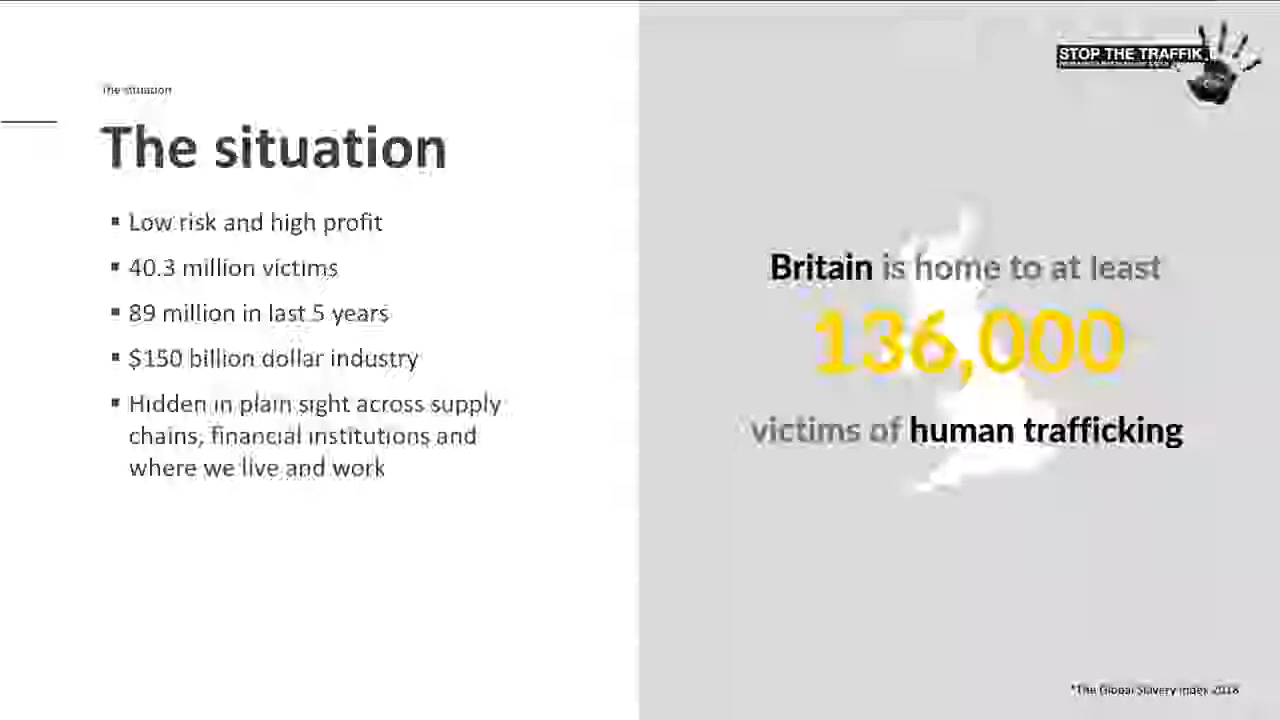 The situation
The situation
▪ Low risk and high profit
▪ 40.3 million victims
▪ 89 million in last 5 years
▪ $150 billion dollar industry
▪ Hidden in plain sight across supply
chains, financial institutions and
where we live and work
STOP THE TRAFFIK
Britain is home to at least
136,000
victims of human trafficking
*The Global Slavery Index 2018